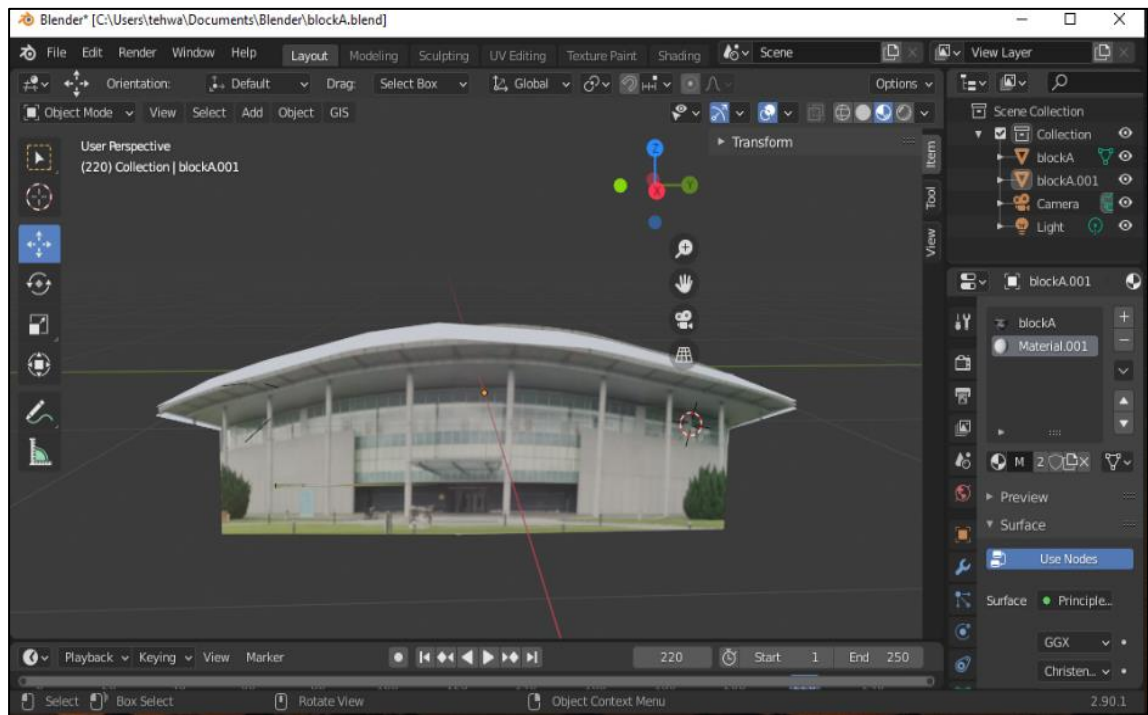 Blender* [C:\Users\tehwa\Documents\Blender\blockA.blend]
File Edit Render Window Help Layout Modeling Sculpting UV Editing Texture Paint Shading Scene View Layer
Orientation: Default Drag: Select Box Global Options
Object Mode View Select Add Object GIS
User Perspective
(220) Collection | blockA.001
Z
Y
X
Transform
Item
Tool
View
Scene Collection
Collection
blockA
blockA.001
Camera
Light
blockA.001
blockA
Material.001
M 2
Preview
Surface
Use Nodes
Surface Principle...
GGX
Christen...
Playback Keying View Marker 220 Start 1 End 250
Select Box Select Rotate View Object Context Menu 2.90.1